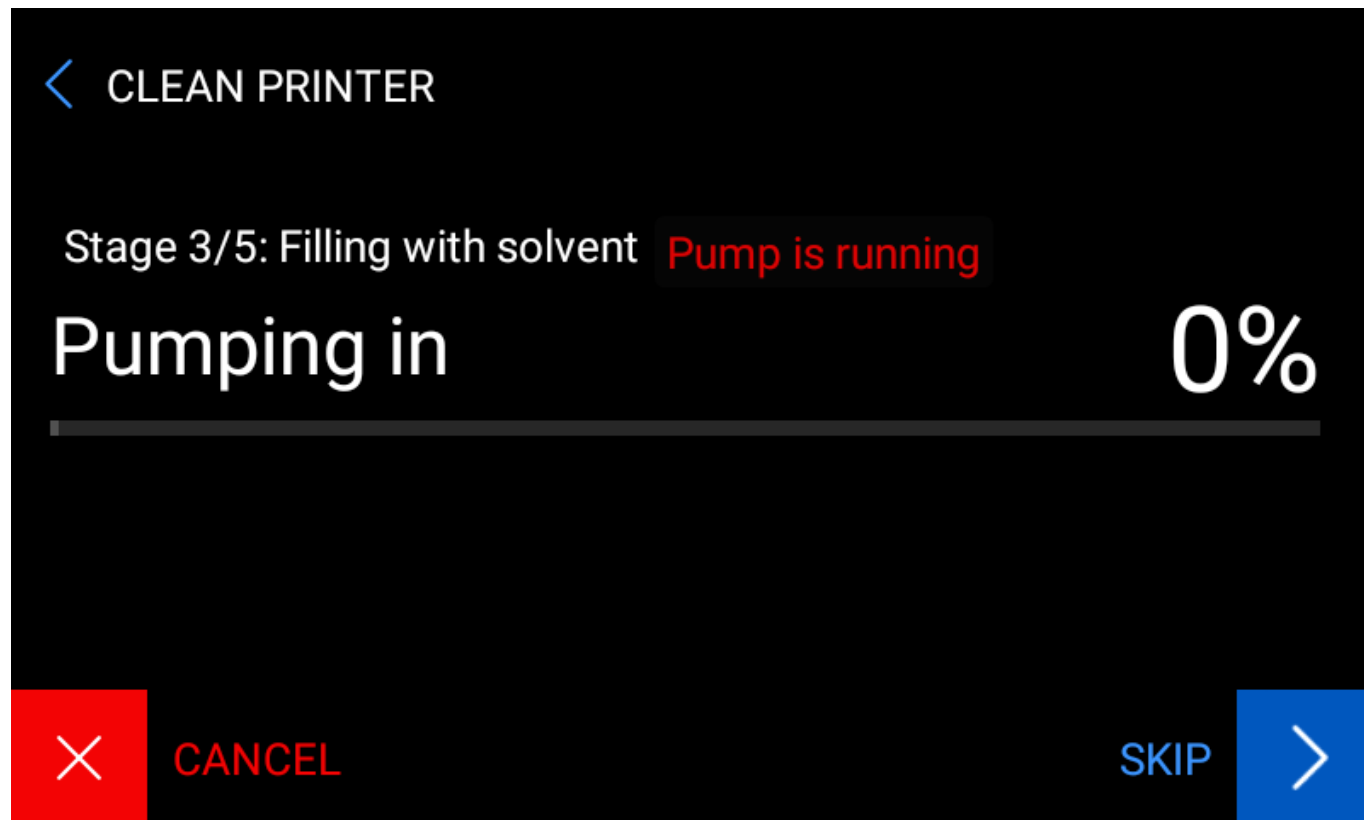 CLEAN PRINTER
Stage 3/5: Filling with solvent Pump is running
Pumping in 0%
CANCEL SKIP